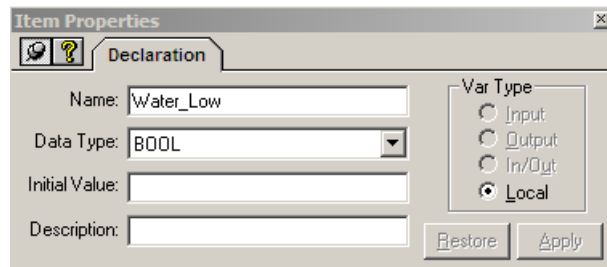 Item Properties
Declaration
Name: Water_Low
Data Type: BOOL
Initial Value:
Description:
Var Type
Input
Output
In/Out
Local
Restore Apply